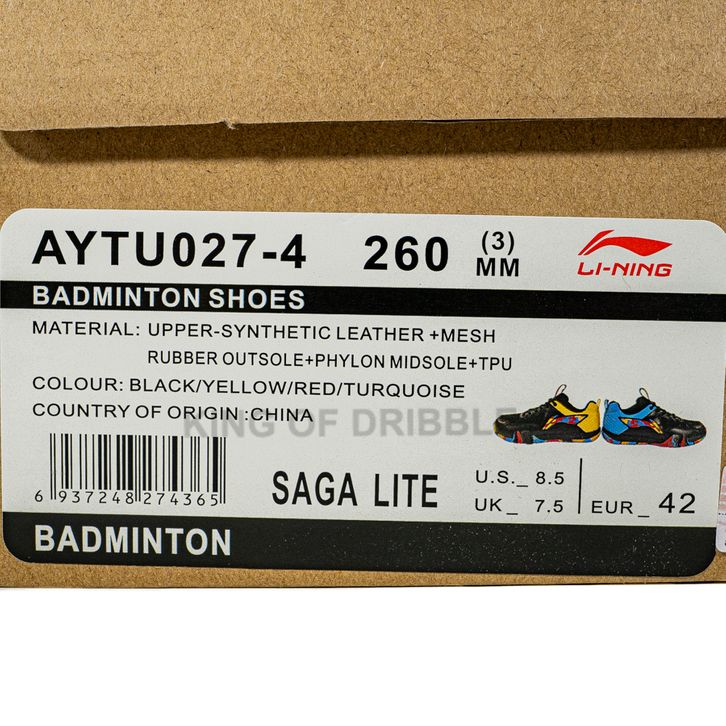 AYTU027-4 260 (3) MM LI-NING
BADMINTON SHOES
MATERIAL: UPPER-SYNTHETIC LEATHER +MESH
RUBBER OUTSOLE+PHYLON MIDSOLE+TPU
COLOUR: BLACK/YELLOW/RED/TURQUOISE
COUNTRY OF ORIGIN :CHINA
KING OF DRIBBLE
6 937248 274365
SAGA LITE
U.S._ 8.5
UK_ 7.5
EUR_ 42
BADMINTON